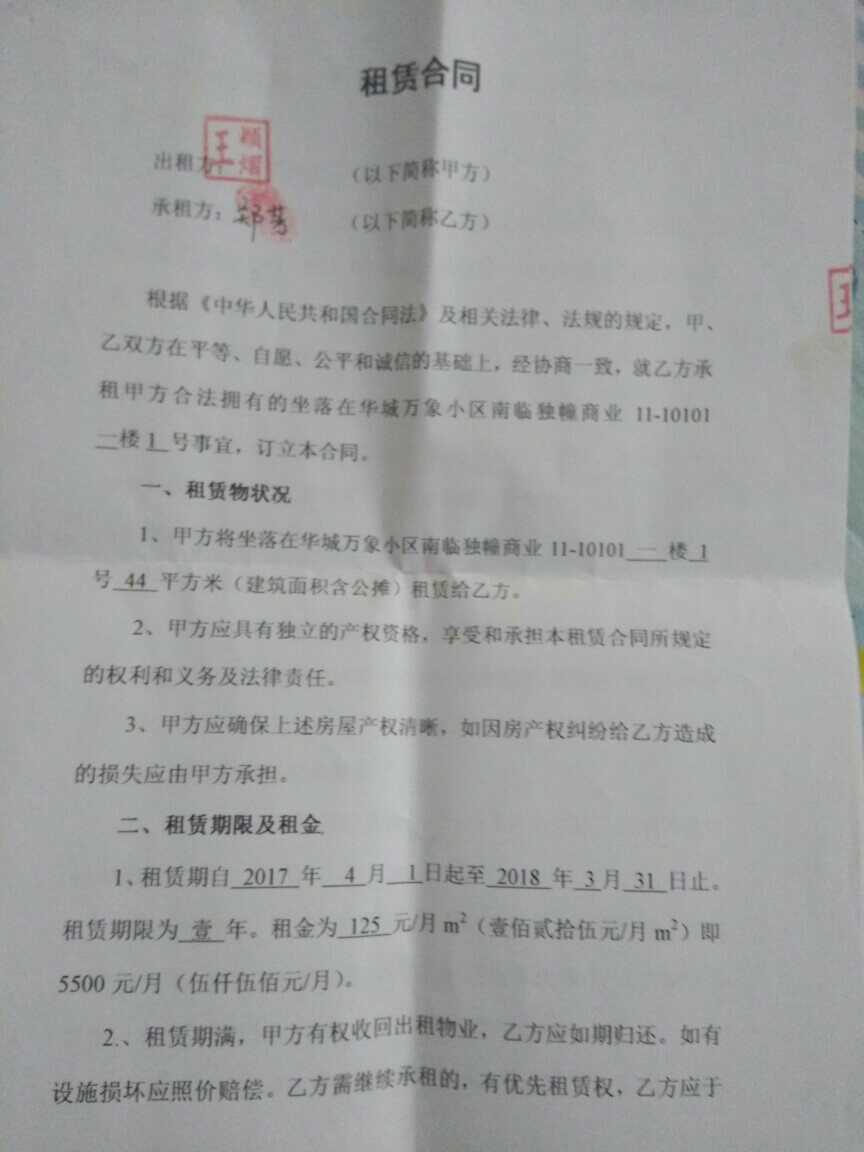 租赁合同
出租方：王颖熠（以下简称甲方）
承租方：郑芳（以下简称乙方）
根据《中华人民共和国合同法》及相关法律、法规的规定，甲、
乙双方在平等、自愿、公平和诚信的基础上，经协商一致，就乙方承
租甲方合法拥有的坐落在华城万象小区南临独幢商业 11-10101
一楼 1 号事宜，订立本合同。
一、租赁物状况
1、甲方将坐落在华城万象小区南临独幢商业 11-10101 一 楼 1
号 44 平方米（建筑面积含公摊）租赁给乙方。
2、甲方应具有独立的产权资格，享受和承担本租赁合同所规定
的权利和义务及法律责任。
3、甲方应确保上述房屋产权清晰，如因房产权纠纷给乙方造成
的损失应由甲方承担。
二、租赁期限及租金
1、租赁期自 2017 年 4 月 1 日起至 2018 年 3 月 31 日止。
租赁期限为 壹 年。租金为 125 元/月 m²（壹佰贰拾伍元/月 m²）即
5500 元/月（伍仟伍佰元/月）。
2.、租赁期满，甲方有权收回出租物业，乙方应如期归还。如有
设施损坏应照价赔偿。乙方需继续承租的，有优先租赁权，乙方应于